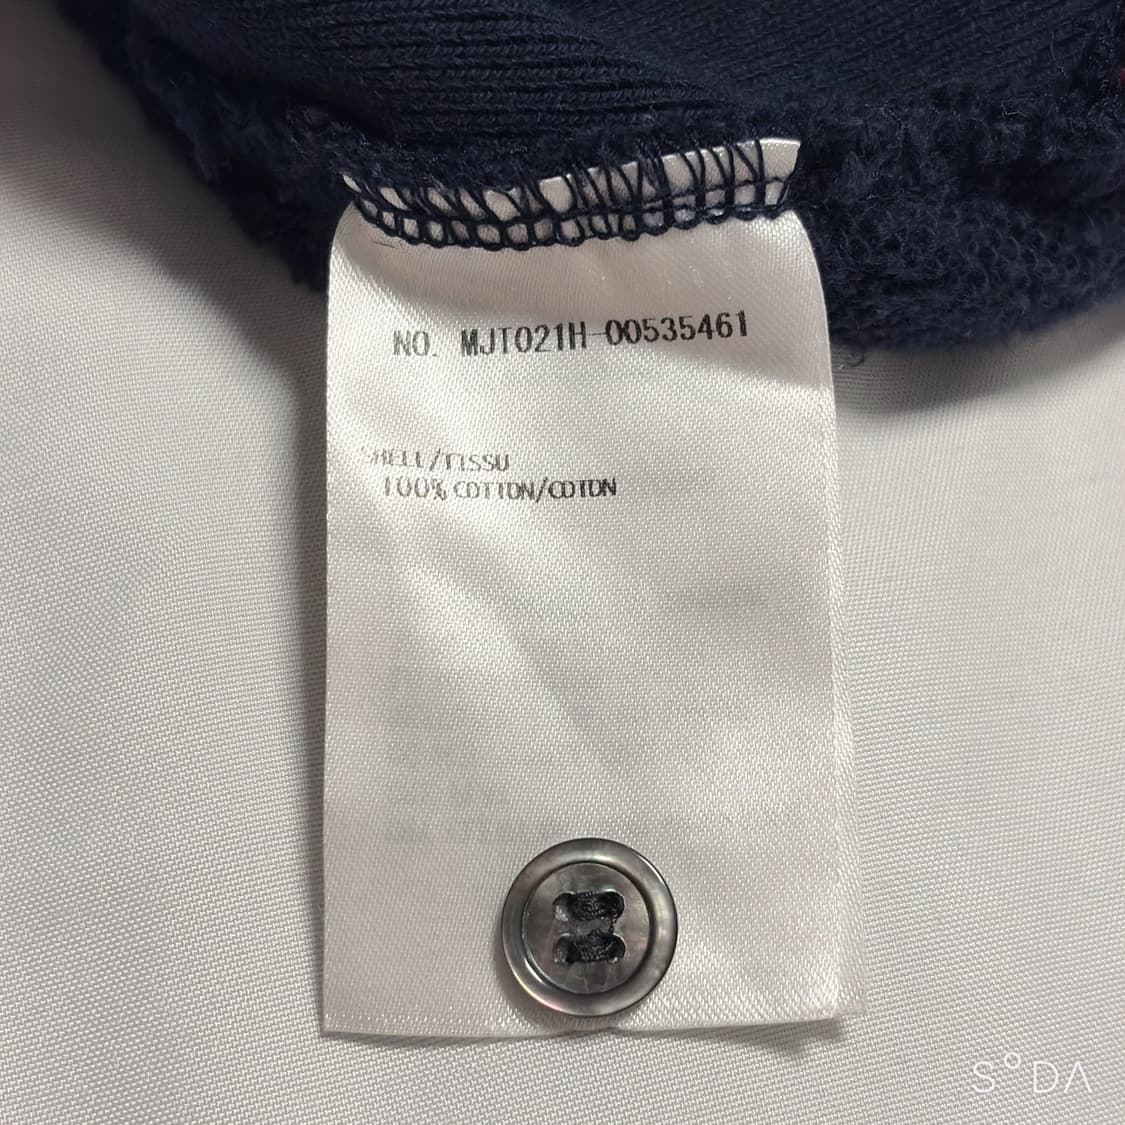 NO. MJT021H-00535461
SHELL/TISSU
100% COTTON/COTON
S°DA